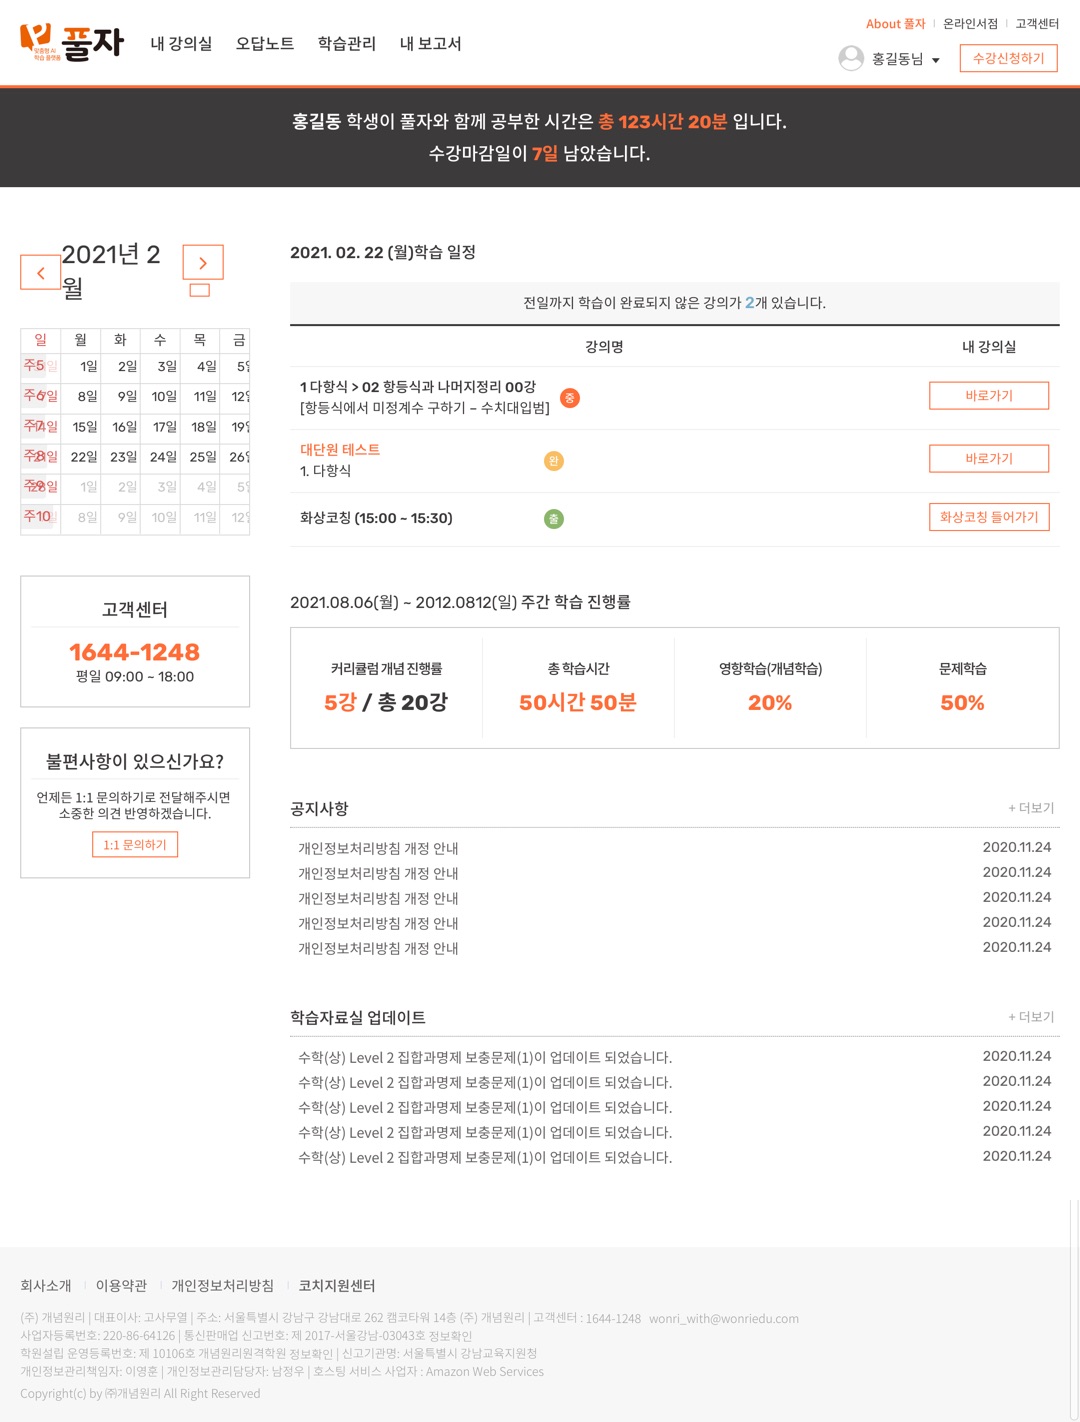 About 풀자 온라인서점 고객센터
맞춤형 AI 학습 플랫폼 풀자 내 강의실 오답노트 학습관리 내 보고서
홍길동님 수강신청하기
홍길동 학생이 풀자와 함께 공부한 시간은 총 123시간 20분 입니다.
수강마감일이 7일 남았습니다.
2021년 2
월
일 월 화 수 목 금
주5 1일 2일 3일 4일
주6 7일 8일 9일 10일 11일
주7 14일 15일 16일 17일 18일
주8 21일 22일 23일 24일 25일
주9 28일 1일 2일 3일 4일
주10 8일 9일 10일 11일
고객센터
1644-1248
평일 09:00 ~ 18:00
불편사항이 있으신가요?
언제든 1:1 문의하기로 전달해주시면
소중한 의견 반영하겠습니다.
1:1 문의하기
2021. 02. 22 (월)학습 일정
전일까지 학습이 완료되지 않은 강의가 2개 있습니다.
강의명 내 강의실
1 다항식 > 02 항등식과 나머지정리 00강
[항등식에서 미정계수 구하기 – 수치대입법] 중 바로가기
대단원 테스트
1. 다항식 완 바로가기
화상코칭 (15:00 ~ 15:30) 출 화상코칭 들어가기
2021.08.06(월) ~ 2012.0812(일) 주간 학습 진행률
커리큘럼 개념 진행률 총 학습시간 영항학습(개념학습) 문제학습
5강 / 총 20강 50시간 50분 20% 50%
공지사항 + 더보기
개인정보처리방침 개정 안내 2020.11.24
개인정보처리방침 개정 안내 2020.11.24
개인정보처리방침 개정 안내 2020.11.24
개인정보처리방침 개정 안내 2020.11.24
개인정보처리방침 개정 안내 2020.11.24
학습자료실 업데이트 + 더보기
수학(상) Level 2 집합과명제 보충문제(1)이 업데이트 되었습니다. 2020.11.24
수학(상) Level 2 집합과명제 보충문제(1)이 업데이트 되었습니다. 2020.11.24
수학(상) Level 2 집합과명제 보충문제(1)이 업데이트 되었습니다. 2020.11.24
수학(상) Level 2 집합과명제 보충문제(1)이 업데이트 되었습니다. 2020.11.24
수학(상) Level 2 집합과명제 보충문제(1)이 업데이트 되었습니다. 2020.11.24
회사소개 이용약관 개인정보처리방침 코치지원센터
(주) 개념원리 | 대표이사: 고사무열 | 주소: 서울특별시 강남구 강남대로 262 캠코타워 14층 (주) 개념원리 | 고객센터 : 1644-1248 wonri_with@wonriedu.com
사업자등록번호: 220-86-64126 | 통신판매업 신고번호: 제 2017-서울강남-03043호 정보확인
학원설립 운영등록번호: 제 10106호 개념원리원격학원 정보확인 | 신고기관명: 서울특별시 강남교육지원청
개인정보관리책임자: 이영훈 | 개인정보관리담당자: 남정우 | 호스팅 서비스 사업자 : Amazon Web Services
Copyright(c) by ㈜개념원리 All Right Reserved